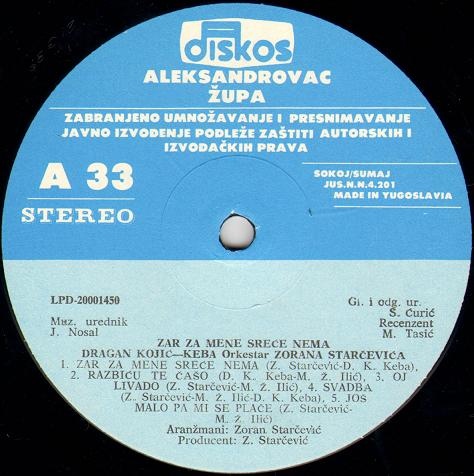 diskos
ALEKSANDROVAC
ŽUPA
ZABRANJENO UMNOŽAVANJE I PRESNIMAVANJE
JAVNO IZVOĐENJE PODLEŽE ZAŠTITI AUTORSKIH I
IZVOĐAČKIH PRAVA
A 33
STEREO
SOKOJ/SUMAJ
JUS.N.N.4.201
MADE IN YUGOSLAVIA
LPD-20001450
Muz. urednik
J. Nosal
Gl. i odg. ur.
S. Ćurić
Recenzent
M. Tasić
ZAR ZA MENE SREĆE NEMA
DRAGAN KOJIĆ—KEBA Orkestar ZORANA STARČEVIĆA
1. ZAR ZA MENE SREĆE NEMA (Z. Starčević-D. K. Keba)
2. RAZBIĆU TE ČAŠO (D. K. Keba-M. Ž. Ilić) ; 3. OJ
LIVADO (Z. Starčević-M. Ž. Ilić) ; 4. SVADBA
(Z. Starčević-M. Ž. Ilić-D. K. Keba) ; 5. JOŠ
MALO PA MI SE PLAČE (Z. Starčević-
M. Ž. Ilić)
Aranžmani: Zoran Starčević
Producent: Z. Starčević